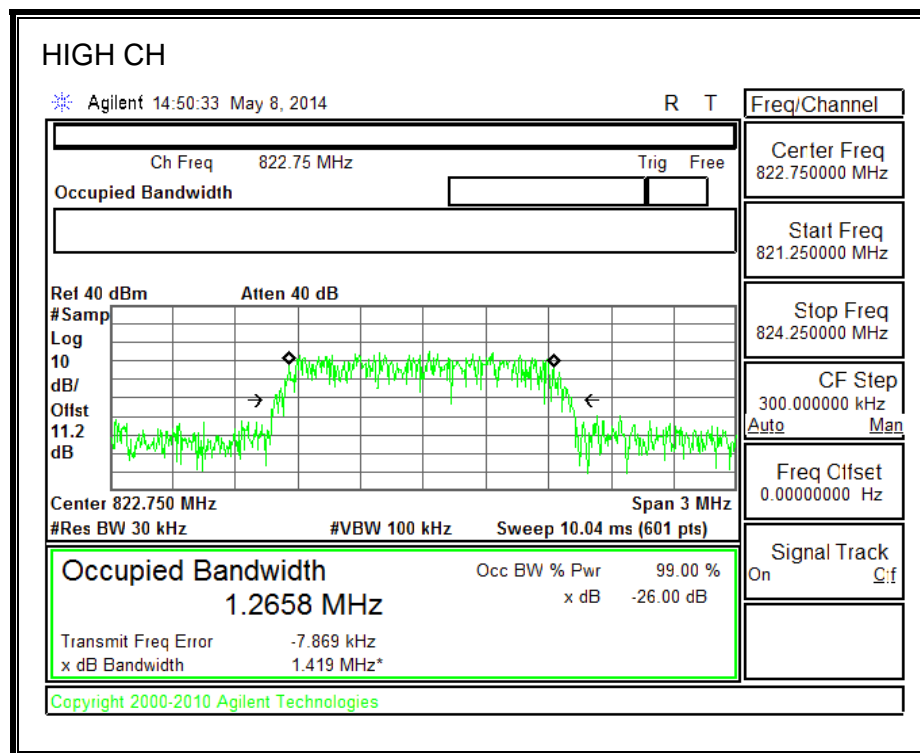 HIGH CH
Agilent 14:50:33 May 8, 2014 R T
Freq/Channel
Ch Freq 822.75 MHz Trig Free
Occupied Bandwidth
Center Freq
822.750000 MHz
Start Freq
821.250000 MHz
Stop Freq
824.250000 MHz
CF Step
300.000000 kHz
Auto Man
Freq Offset
0.00000000 Hz
Signal Track
On Off
Ref 40 dBm Atten 40 dB
#Samp
Log
10
dB/
Offst
11.2
dB
Center 822.750 MHz Span 3 MHz
#Res BW 30 kHz #VBW 100 kHz Sweep 10.04 ms (601 pts)
Occupied Bandwidth
1.2658 MHz
Occ BW % Pwr 99.00 %
x dB -26.00 dB
Transmit Freq Error -7.869 kHz
x dB Bandwidth 1.419 MHz*
Copyright 2000-2010 Agilent Technologies